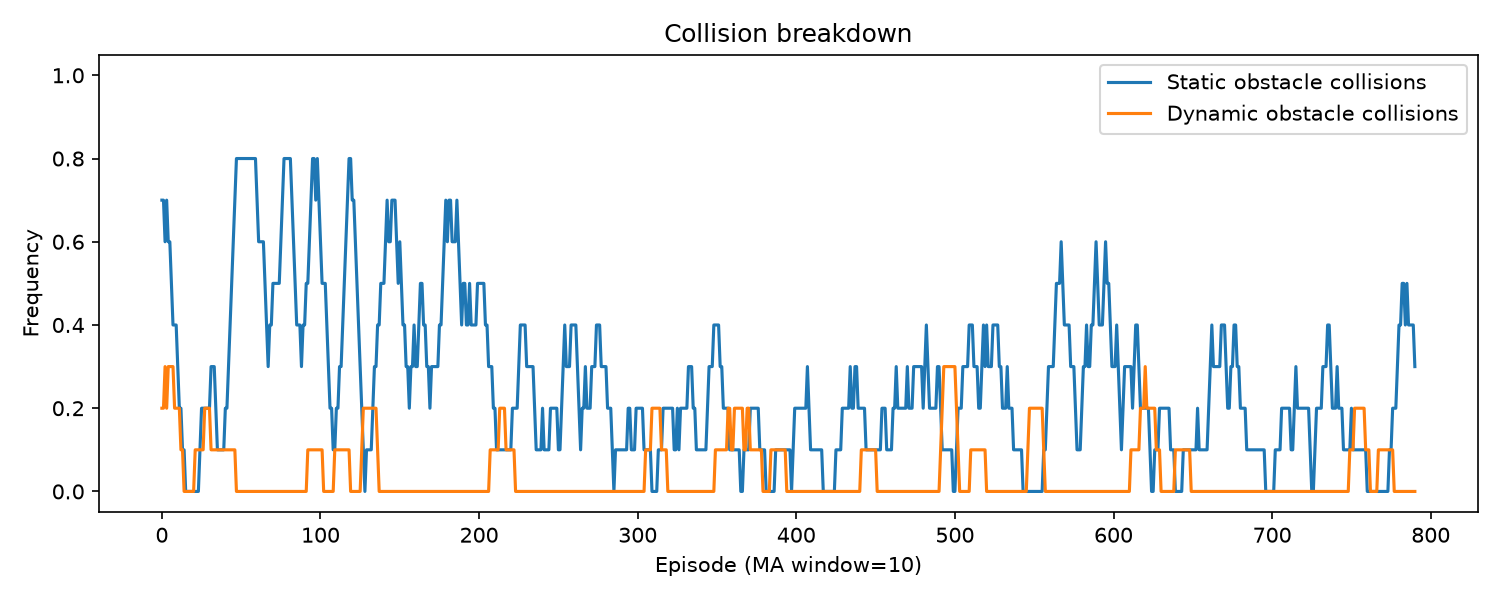 Collision breakdown
1.0
0.8
0.6
0.4
0.2
0.0
Frequency
Static obstacle collisions
Dynamic obstacle collisions
0 100 200 300 400 500 600 700 800
Episode (MA window=10)